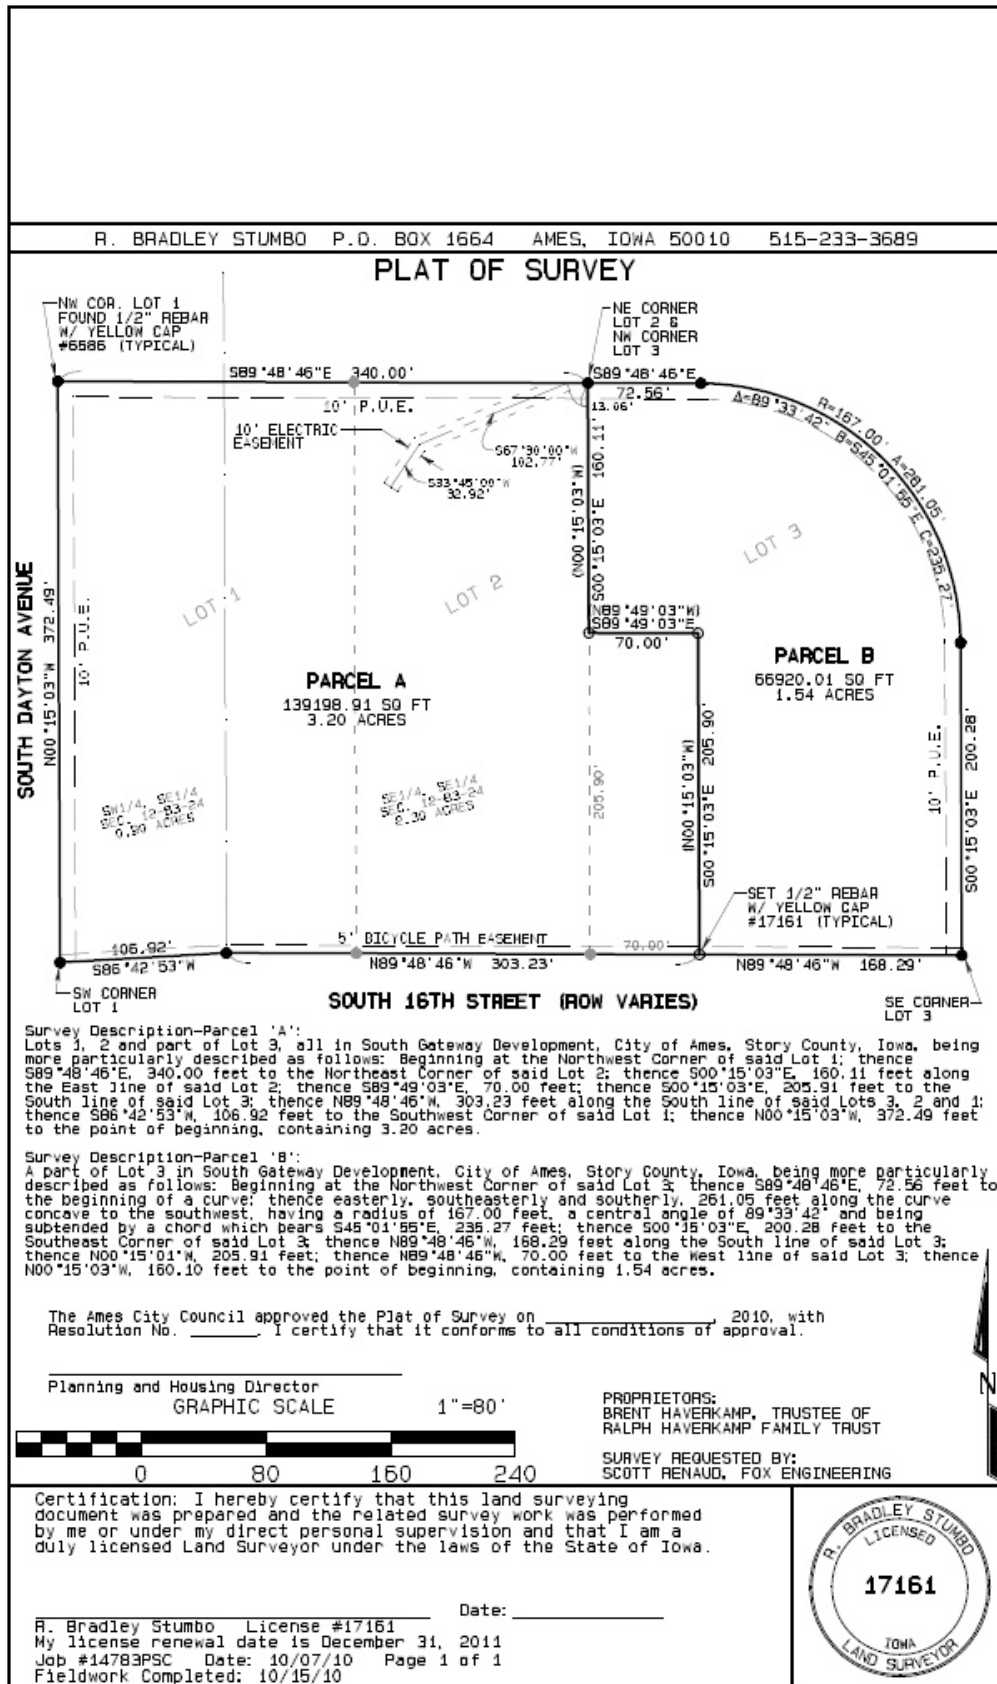 R. BRADLEY STUMBO P.O. BOX 1664 AMES, IOWA 50010 515-233-3689
PLAT OF SURVEY
NW COR. LOT 1
FOUND 1/2" REBAR
W/ YELLOW CAP
#6586 (TYPICAL)
NE CORNER
LOT 2 &
NW CORNER
LOT 3
S89°48'46"E 340.00'
S89°48'46"E
72.56'
10' P.U.E.
13.06'
10' ELECTRIC
EASEMENT
S67°30'00"W
102.77'
S33°45'00"W
32.92'
Δ=89°33'42" B=S45°01'55"E C=235.27'
R=167.00' A=261.05'
(N00°15'03"W)
S00°15'03"E 160.11'
LOT 1
LOT 2
LOT 3
SOUTH DAYTON AVENUE
N00°15'03"W 372.49'
10' P.U.E.
(N89°49'03"W)
S89°49'03"E
70.00'
PARCEL A
139198.91 SQ FT
3.20 ACRES
PARCEL B
66920.01 SQ FT
1.54 ACRES
SW1/4, SE1/4
SEC. 12-83-24
0.90 ACRES
SE1/4, SE1/4
SEC. 12-83-24
2.30 ACRES
205.90'
(N00°15'03"W)
S00°15'03"E 205.90'
10' P.U.E.
S00°15'03"E 200.28'
SET 1/2" REBAR
W/ YELLOW CAP
#17161 (TYPICAL)
106.92'
S86°42'53"W
5' BICYCLE PATH EASEMENT
70.00'
N89°48'46"W 303.23'
N89°48'46"W 168.29'
SW CORNER
LOT 1
SOUTH 16TH STREET (ROW VARIES)
SE CORNER
LOT 3
Survey Description-Parcel 'A':
Lots 1, 2 and part of Lot 3, all in South Gateway Development, City of Ames, Story County, Iowa, being
more particularly described as follows: Beginning at the Northwest Corner of said Lot 1; thence
S89°48'46"E, 340.00 feet to the Northeast Corner of said Lot 2; thence S00°15'03"E, 160.11 feet along
the East line of said Lot 2; thence S89°49'03"E, 70.00 feet; thence S00°15'03"E, 205.91 feet to the
South line of said Lot 3; thence N89°48'46"W, 303.23 feet along the South line of said Lots 3, 2 and 1;
thence S86°42'53"W, 106.92 feet to the Southwest Corner of said Lot 1; thence N00°15'03"W, 372.49 feet
to the point of beginning, containing 3.20 acres.
Survey Description-Parcel 'B':
A part of Lot 3 in South Gateway Development, City of Ames, Story County, Iowa, being more particularly
described as follows: Beginning at the Northwest Corner of said Lot 3; thence S89°48'46"E, 72.56 feet to
the beginning of a curve; thence easterly, southeasterly and southerly, 261.05 feet along the curve
concave to the southwest, having a radius of 167.00 feet, a central angle of 89°33'42" and being
subtended by a chord which bears S45°01'55"E, 235.27 feet; thence S00°15'03"E, 200.28 feet to the
Southeast Corner of said Lot 3; thence N89°48'46"W, 168.29 feet along the South line of said Lot 3;
thence N00°15'01"W, 205.91 feet; thence N89°48'46"W, 70.00 feet to the West line of said Lot 3; thence
N00°15'03"W, 160.10 feet to the point of beginning, containing 1.54 acres.
The Ames City Council approved the Plat of Survey on ____________, 2010, with
Resolution No. ______. I certify that it conforms to all conditions of approval.
Planning and Housing Director
GRAPHIC SCALE 1"=80'
0 80 160 240
N
PROPRIETORS:
BRENT HAVERKAMP, TRUSTEE OF
RALPH HAVERKAMP FAMILY TRUST
SURVEY REQUESTED BY:
SCOTT RENAUD, FOX ENGINEERING
Certification: I hereby certify that this land surveying
document was prepared and the related survey work was performed
by me or under my direct personal supervision and that I am a
duly licensed Land Surveyor under the laws of the State of Iowa.
Date:
R. Bradley Stumbo License #17161
My license renewal date is December 31, 2011
Job #14783PSC Date: 10/07/10 Page 1 of 1
Fieldwork Completed: 10/15/10
R. BRADLEY STUMBO
LICENSED
17161
IOWA
LAND SURVEYOR